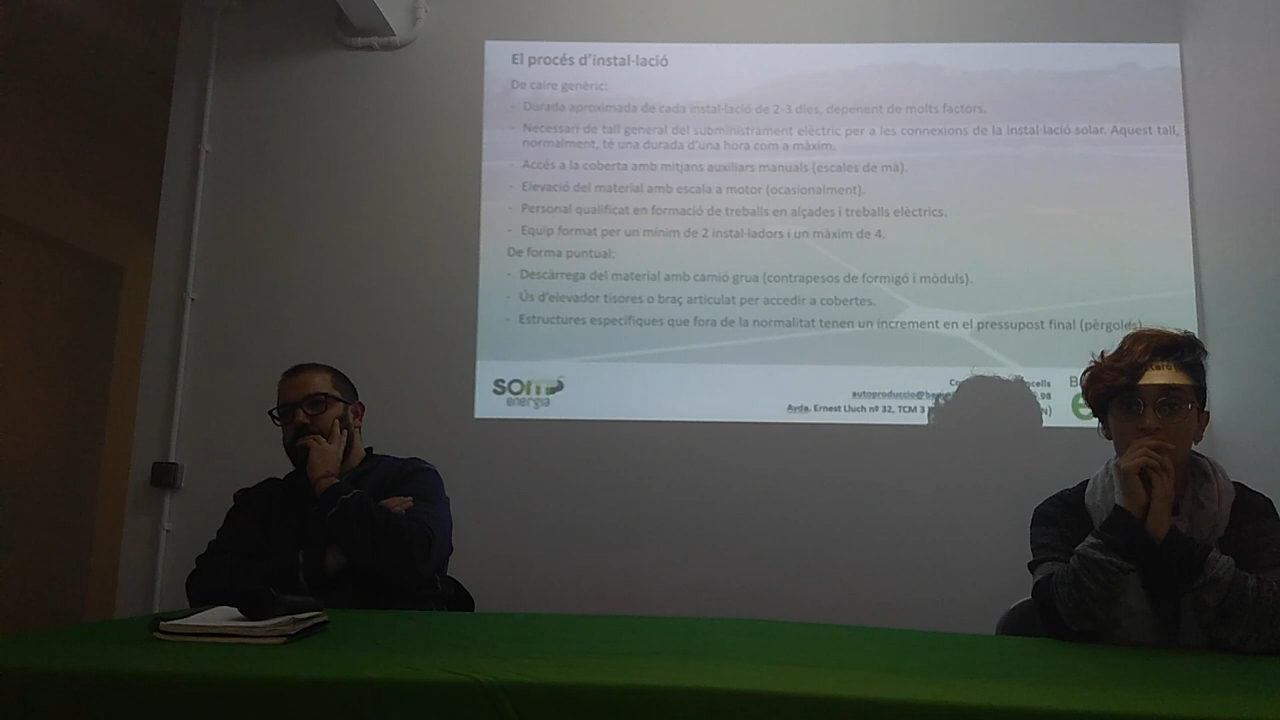 El procés d'instal·lació
De caire genèric:
- Durada aproximada de cada instal·lació de 2-3 dies, depenent de molts factors.
- Necessari de tall general del subministrament elèctric per a les connexions de la instal·lació solar. Aquest tall,
normalment, té una durada d'una hora com a màxim.
- Accés a la coberta amb mitjans auxiliars manuals (escales de mà).
- Elevació del material amb escala a motor (ocasionalment).
- Personal qualificat en formació de treballs en alçades i treballs elèctrics.
- Equip format per un mínim de 2 instal·ladors i un màxim de 4.
De forma puntual:
- Descàrrega del material amb camió grua (contrapesos de formigó i mòduls).
- Ús d'elevador tisores o braç articulat per accedir a cobertes.
- Estructures específiques que fora de la normalitat tenen un increment en el pressupost final (pèrgoles)
som
energia
Avda. Ernest Lluch nº 32, TCM 3